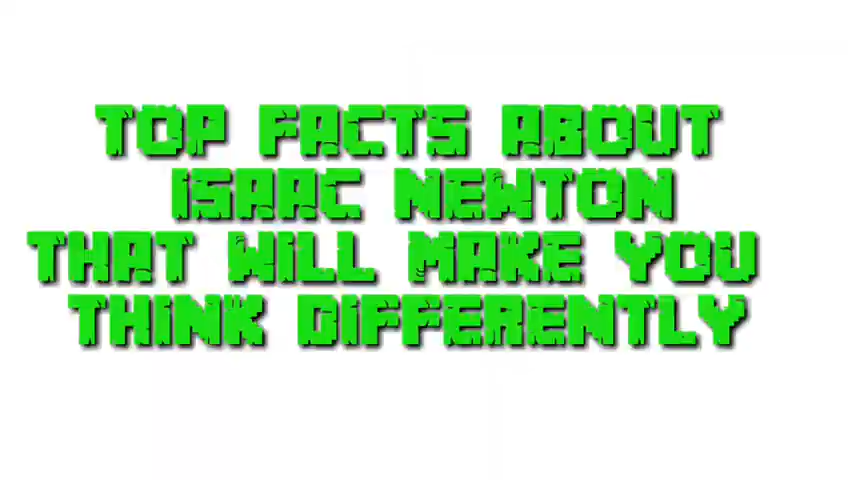 TOP FACTS ABOUT
ISAAC NEWTON
THAT WILL MAKE YOU
THINK DIFFERENTLY